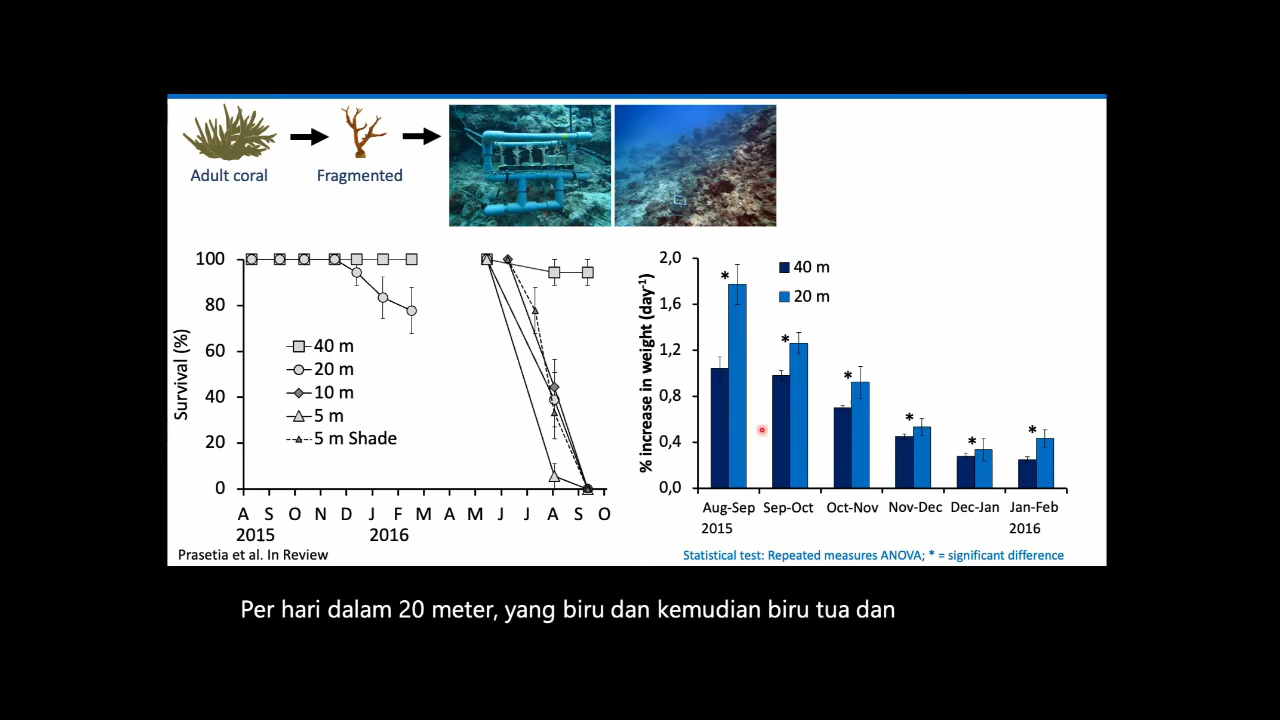 Adult coral
Fragmented
Survival (%)
100
80
60
40
20
0
40 m
20 m
10 m
5 m
5 m Shade
A S O N D J F M A M J J A S O
2015 2016
Prasetia et al. In Review
% increase in weight (day-1)
2,0
1,6
1,2
0,8
0,4
0,0
40 m
20 m
* * * * * *
Aug-Sep Sep-Oct Oct-Nov Nov-Dec Dec-Jan Jan-Feb
2015 2016
Statistical test: Repeated measures ANOVA; * = significant difference
Per hari dalam 20 meter, yang biru dan kemudian biru tua dan